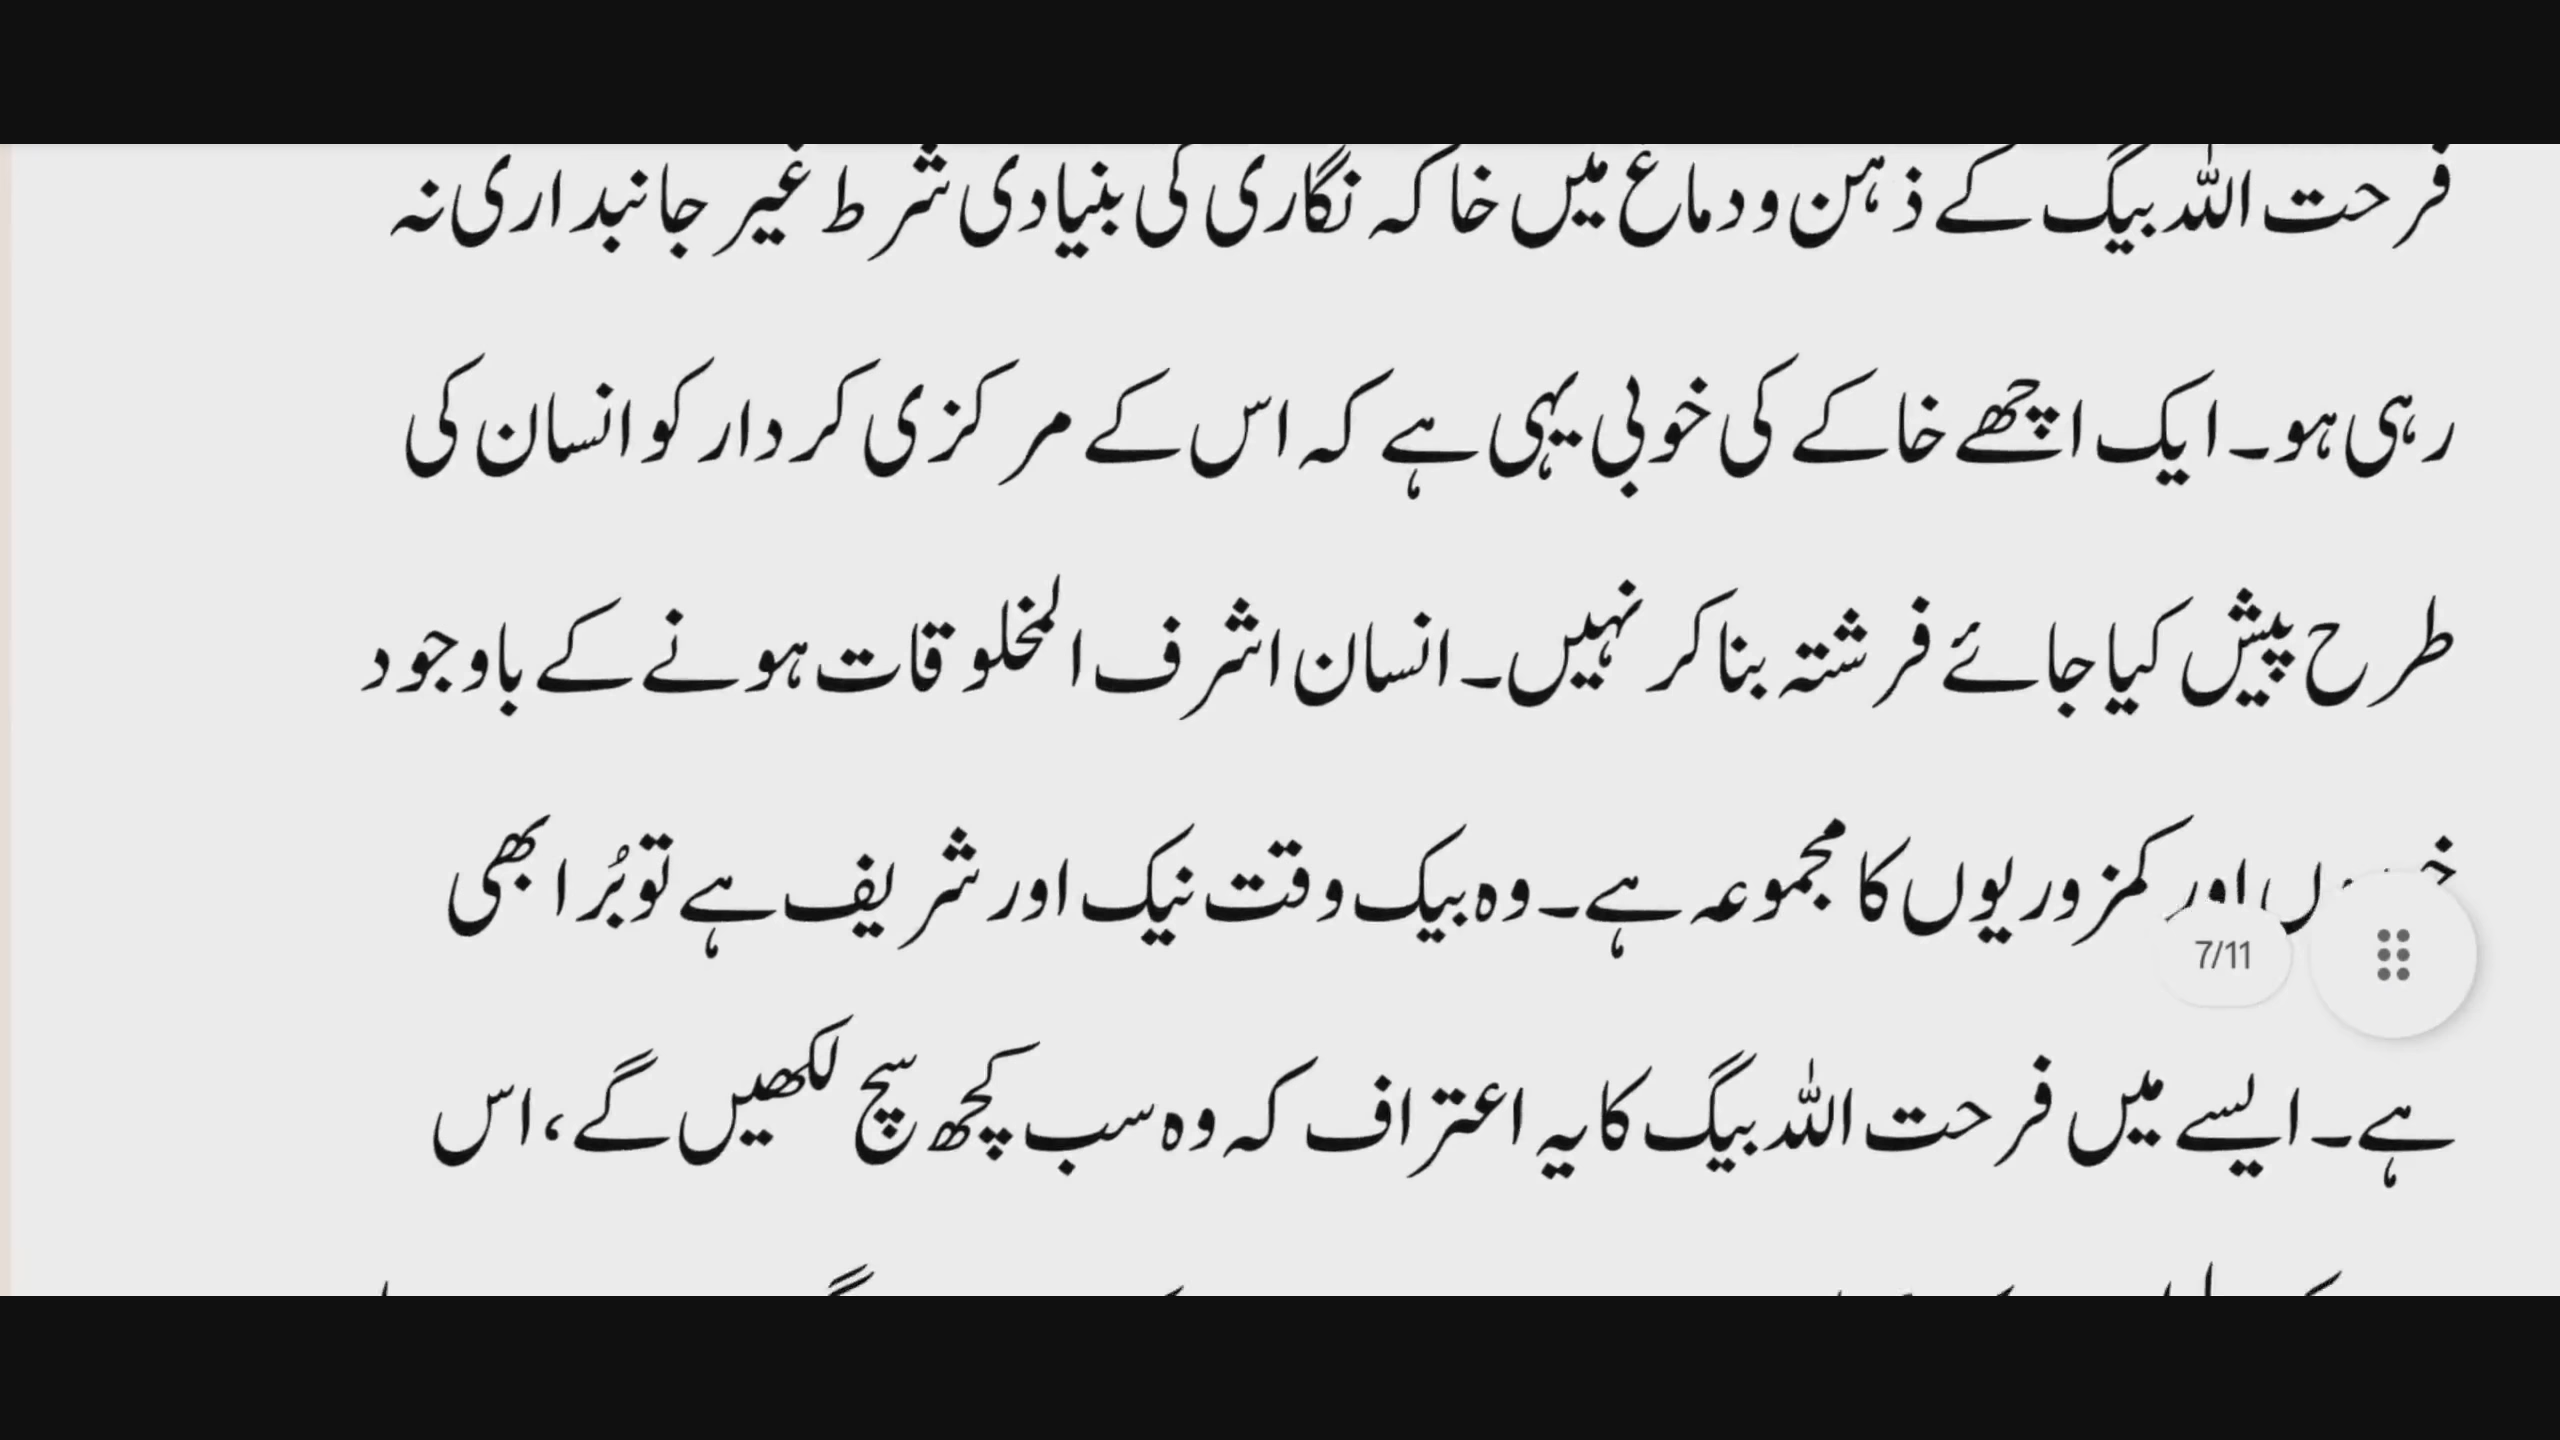 فرحت اللہ بیگ کے ذہن و دماغ میں خاکہ نگاری کی بنیادی شرط غیر جانبداری نہ
رہی ہو۔ ایک اچھے خاکے کی خوبی یہی ہے کہ اس کے مرکزی کردار کو انسان کی
طرح پیش کیا جائے فرشتہ بنا کر نہیں۔ انسان اشرف المخلوقات ہونے کے باوجود
اور کمزوریوں کا مجموعہ ہے۔ وہ بیک وقت نیک اور شریف ہے تو بُرا بھی
7/11
ہے۔ ایسے میں فرحت اللہ بیگ کا یہ اعتراف کہ وہ سب کچھ سچ لکھیں گے، اس